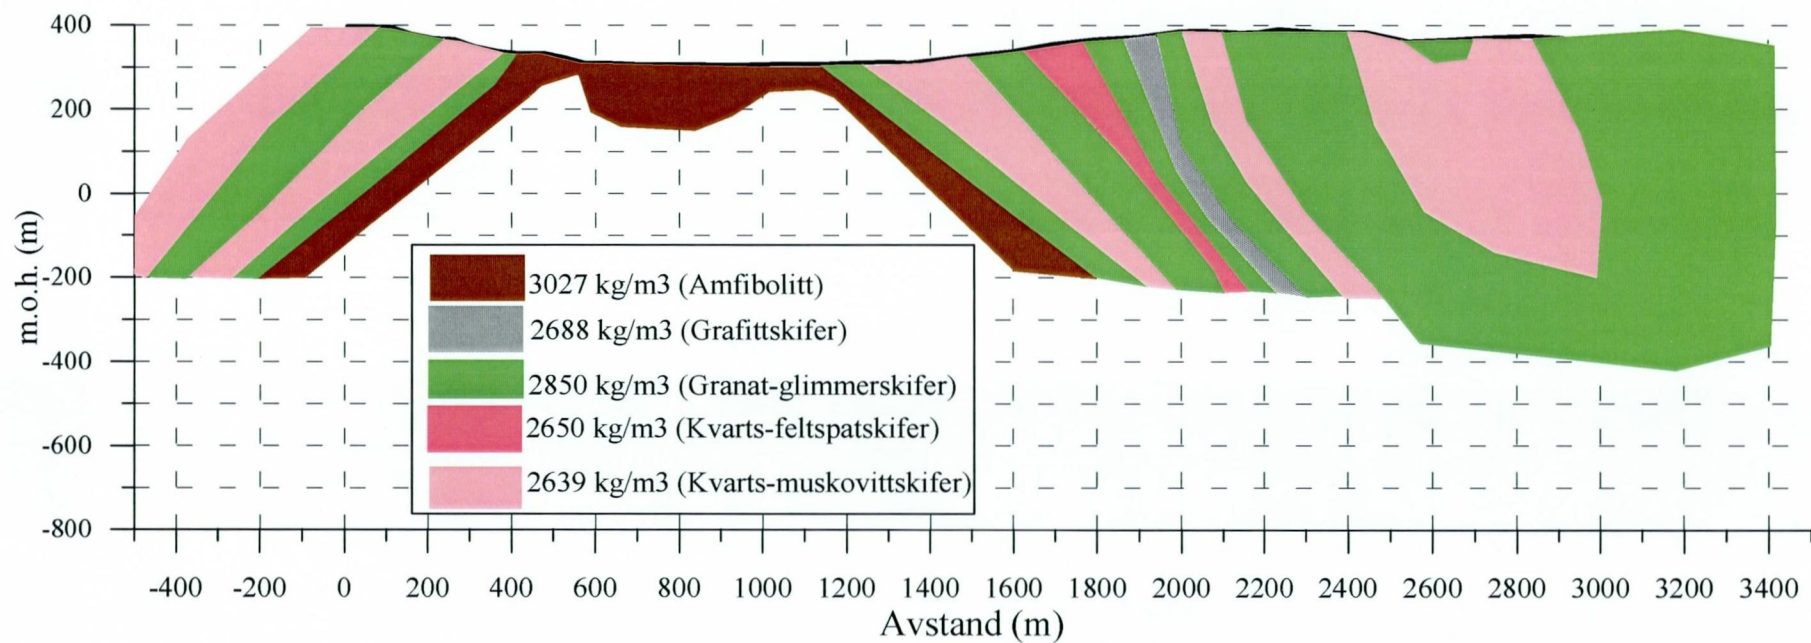 400
200
0
-200
-400
-600
-800
m.o.h. (m)
3027 kg/m3 (Amfibolitt)
2688 kg/m3 (Grafittskifer)
2850 kg/m3 (Granat-glimmerskifer)
2650 kg/m3 (Kvarts-feltspatskifer)
2639 kg/m3 (Kvarts-muskovittskifer)
-400 -200 0 200 400 600 800 1000 1200 1400 1600 1800 2000 2200 2400 2600 2800 3000 3200 3400
Avstand (m)